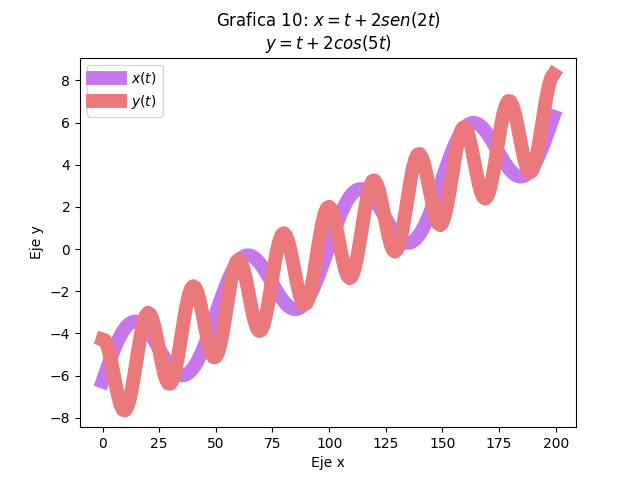 Grafica 10: x = t + 2sen(2t)
y = t + 2cos(5t)
x(t)
y(t)
Eje y
8
6
4
2
0
−2
−4
−6
−8
0 25 50 75 100 125 150 175 200
Eje x